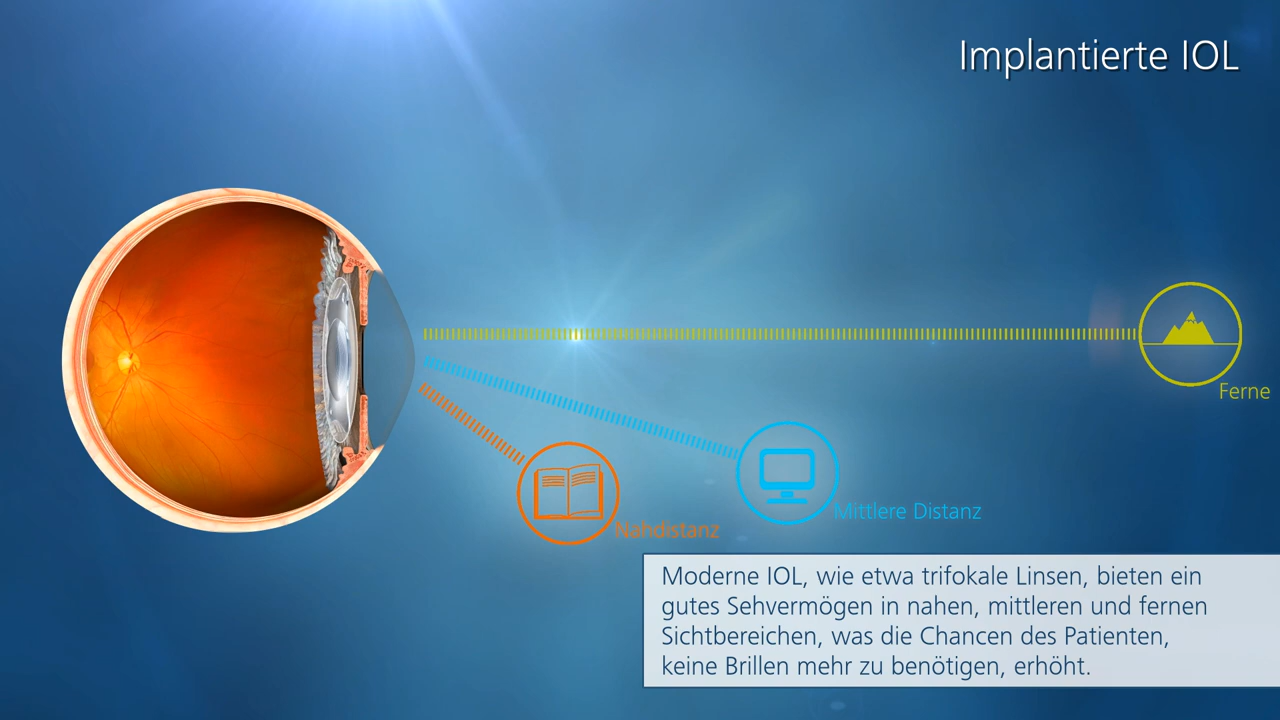 Implantierte IOL
Ferne
Mittlere Distanz
Nahdistanz
Moderne IOL, wie etwa trifokale Linsen, bieten ein
gutes Sehvermögen in nahen, mittleren und fernen
Sichtbereichen, was die Chancen des Patienten,
keine Brillen mehr zu benötigen, erhöht.